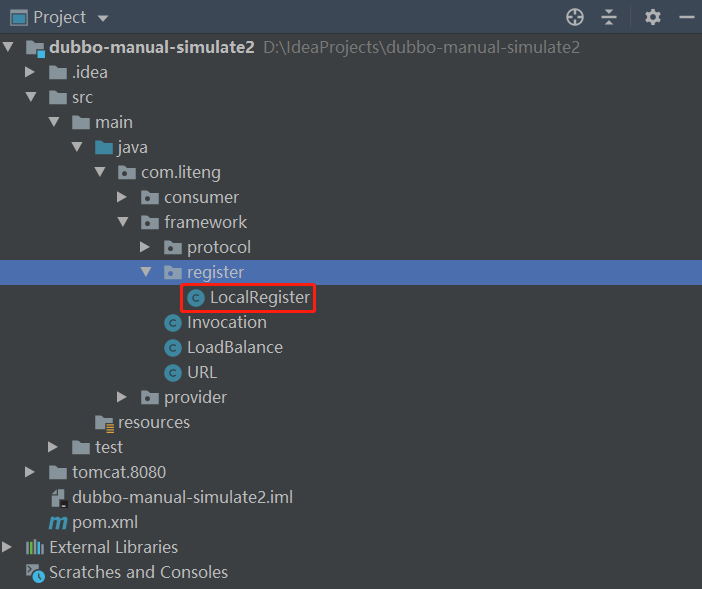 Project
dubbo-manual-simulate2 D:\IdeaProjects\dubbo-manual-simulate2
.idea
src
main
java
com.liteng
consumer
framework
protocol
register
LocalRegister
Invocation
LoadBalance
URL
provider
resources
test
tomcat.8080
dubbo-manual-simulate2.iml
pom.xml
External Libraries
Scratches and Consoles